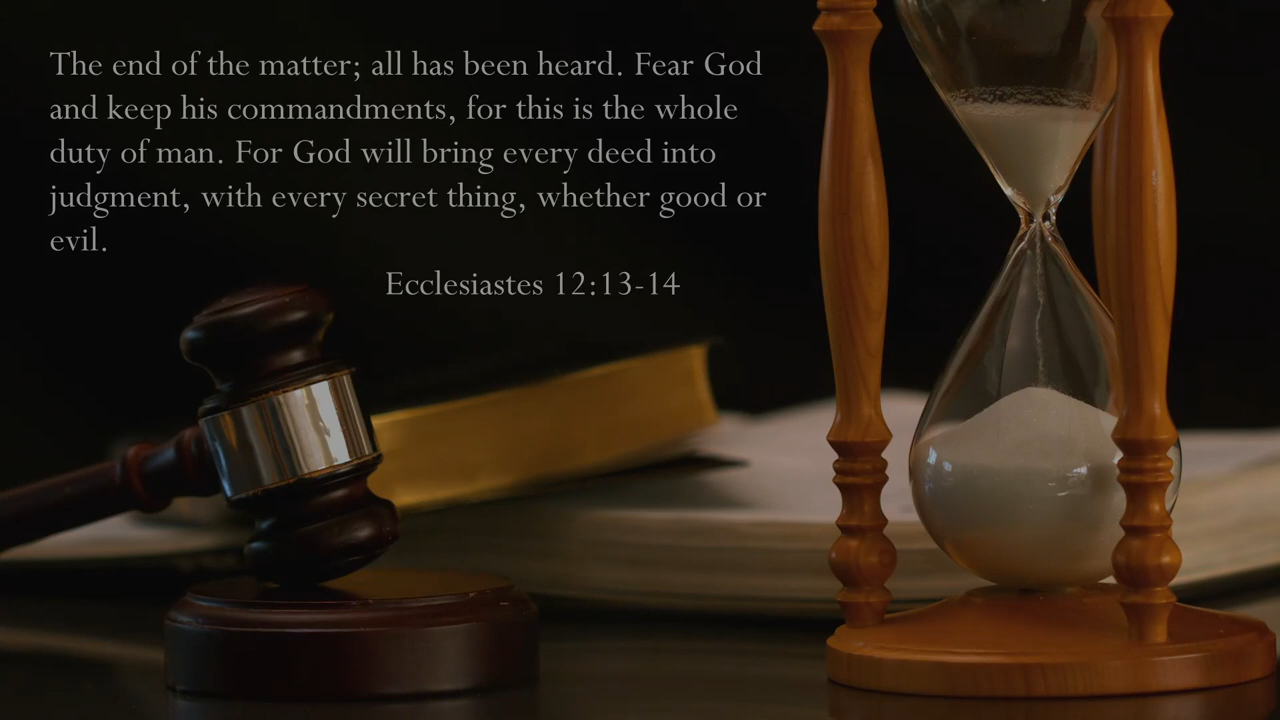 The end of the matter; all has been heard. Fear God
and keep his commandments, for this is the whole
duty of man. For God will bring every deed into
judgment, with every secret thing, whether good or
evil.
Ecclesiastes 12:13-14